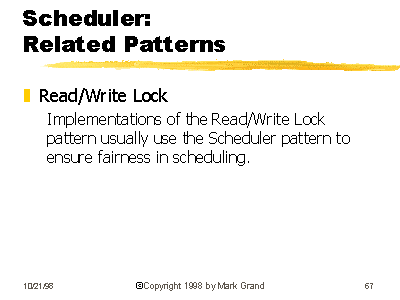 Scheduler:
Related Patterns
Read/Write Lock
Implementations of the Read/Write Lock
pattern usually use the Scheduler pattern to
ensure fairness in scheduling.
10/21/98 ©Copyright 1998 by Mark Grand 67